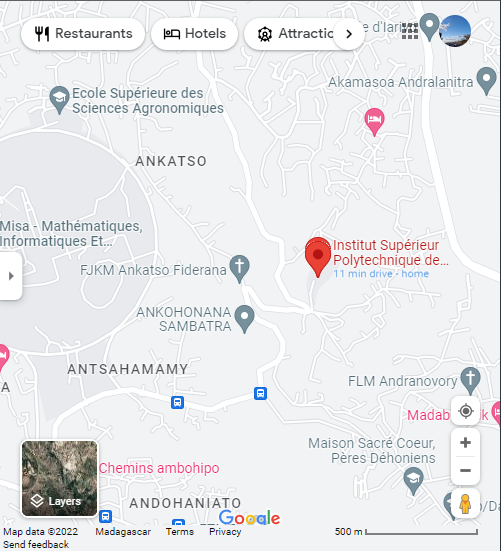 Restaurants
Hotels
Attractio
Akamasoa Andralanitra
Ecole Supérieure des
Sciences Agronomiques
ANKATSO
Misa - Mathématiques,
Informatiques Et...
Institut Supérieur
Polytechnique de...
11 min drive - home
FJKM Ankatso Fiderana
ANKOHONANA
SAMBATRA
ANTSAHAMAMY
FLM Andranovory
Madab
k
Maison Sacré Coeur,
Pères Déhoniens
Chemins ambohipo
Layers
ANDOHANIATO
Google
Map data ©2022
Madagascar
Terms
Privacy
500 m
Send feedback